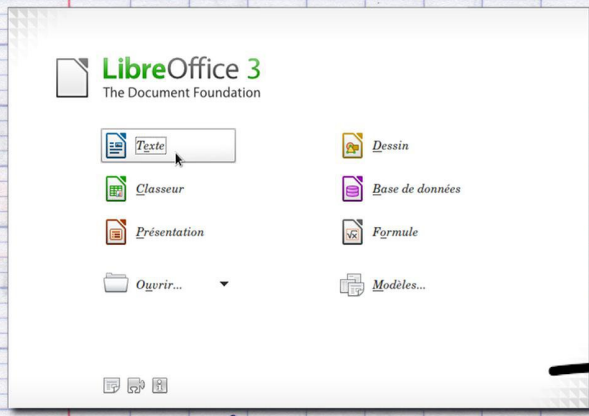 LibreOffice 3
The Document Foundation
Texte
Dessin
Classeur
Base de données
Présentation
Formule
Ouvrir...
Modèles...